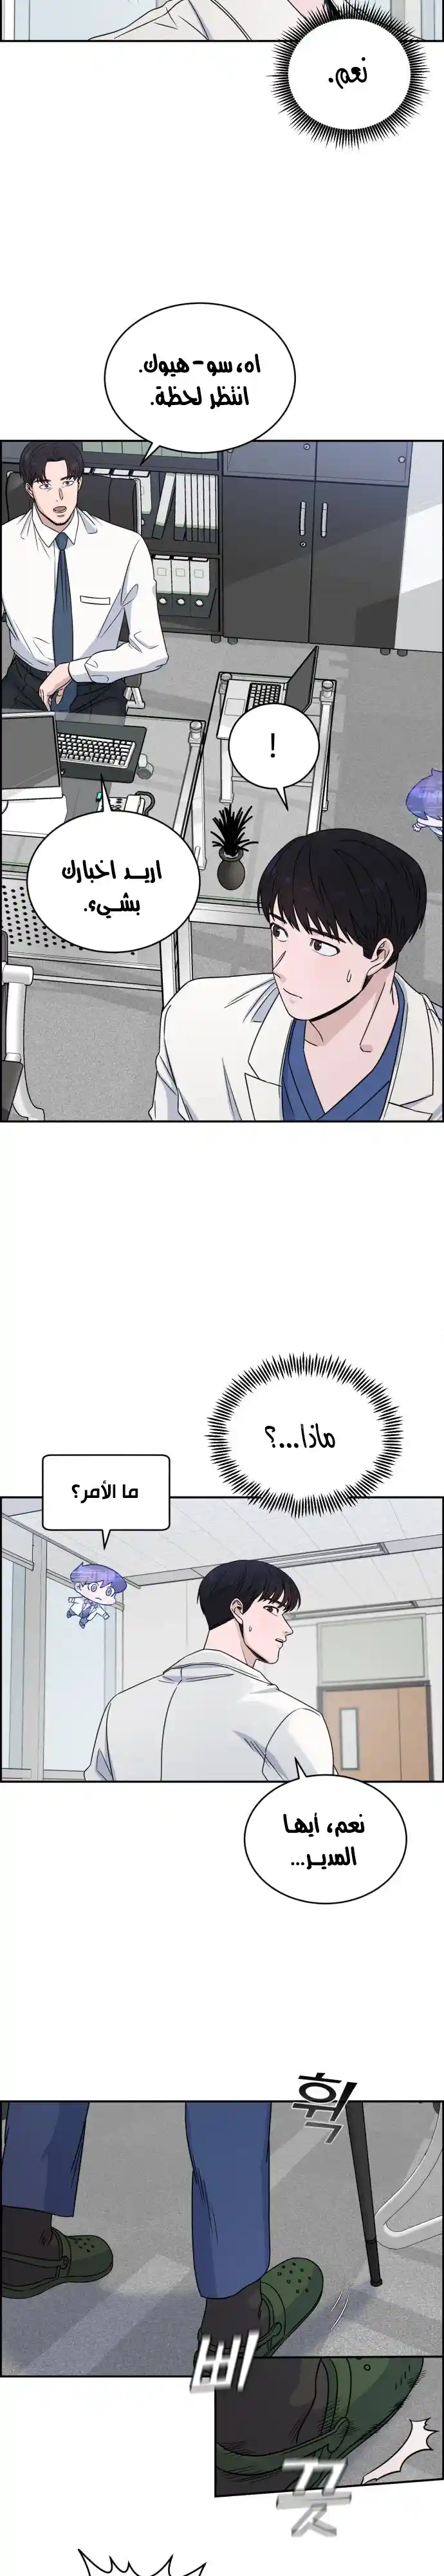 نعم.
اه، سو-هيوك.
انتظر لحظة.
!
اريد اخبارك
بشيء.
ماذا...؟
ما الأمر؟
نعم، أيها
المدير...
휙
삐
끗